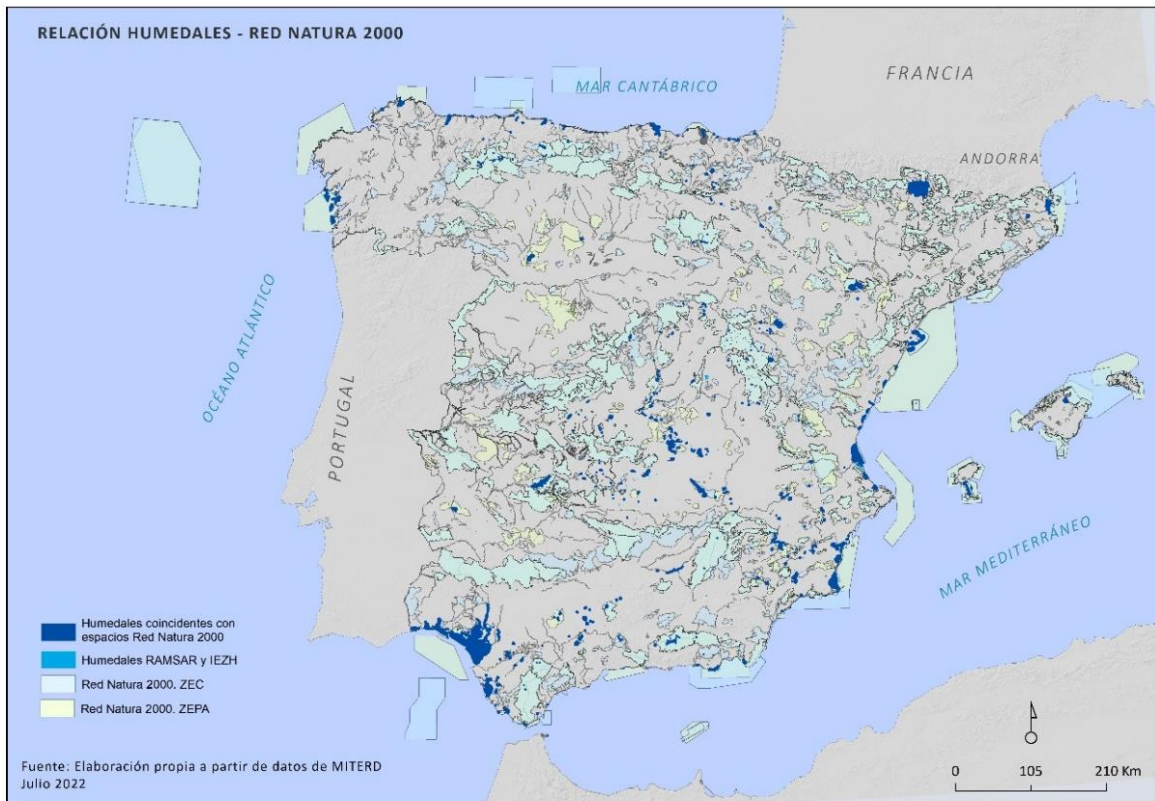 RELACIÓN HUMEDALES - RED NATURA 2000
MAR CANTÁBRICO
FRANCIA
ANDORRA
OCÉANO ATLÁNTICO
PORTUGAL
MAR MEDITERRÁNEO
Humedales coincidentes con
espacios Red Natura 2000
Humedales RAMSAR y IEZH
Red Natura 2000. ZEC
Red Natura 2000. ZEPA
Fuente: Elaboración propia a partir de datos de MITERD
Julio 2022
0 105 210 Km